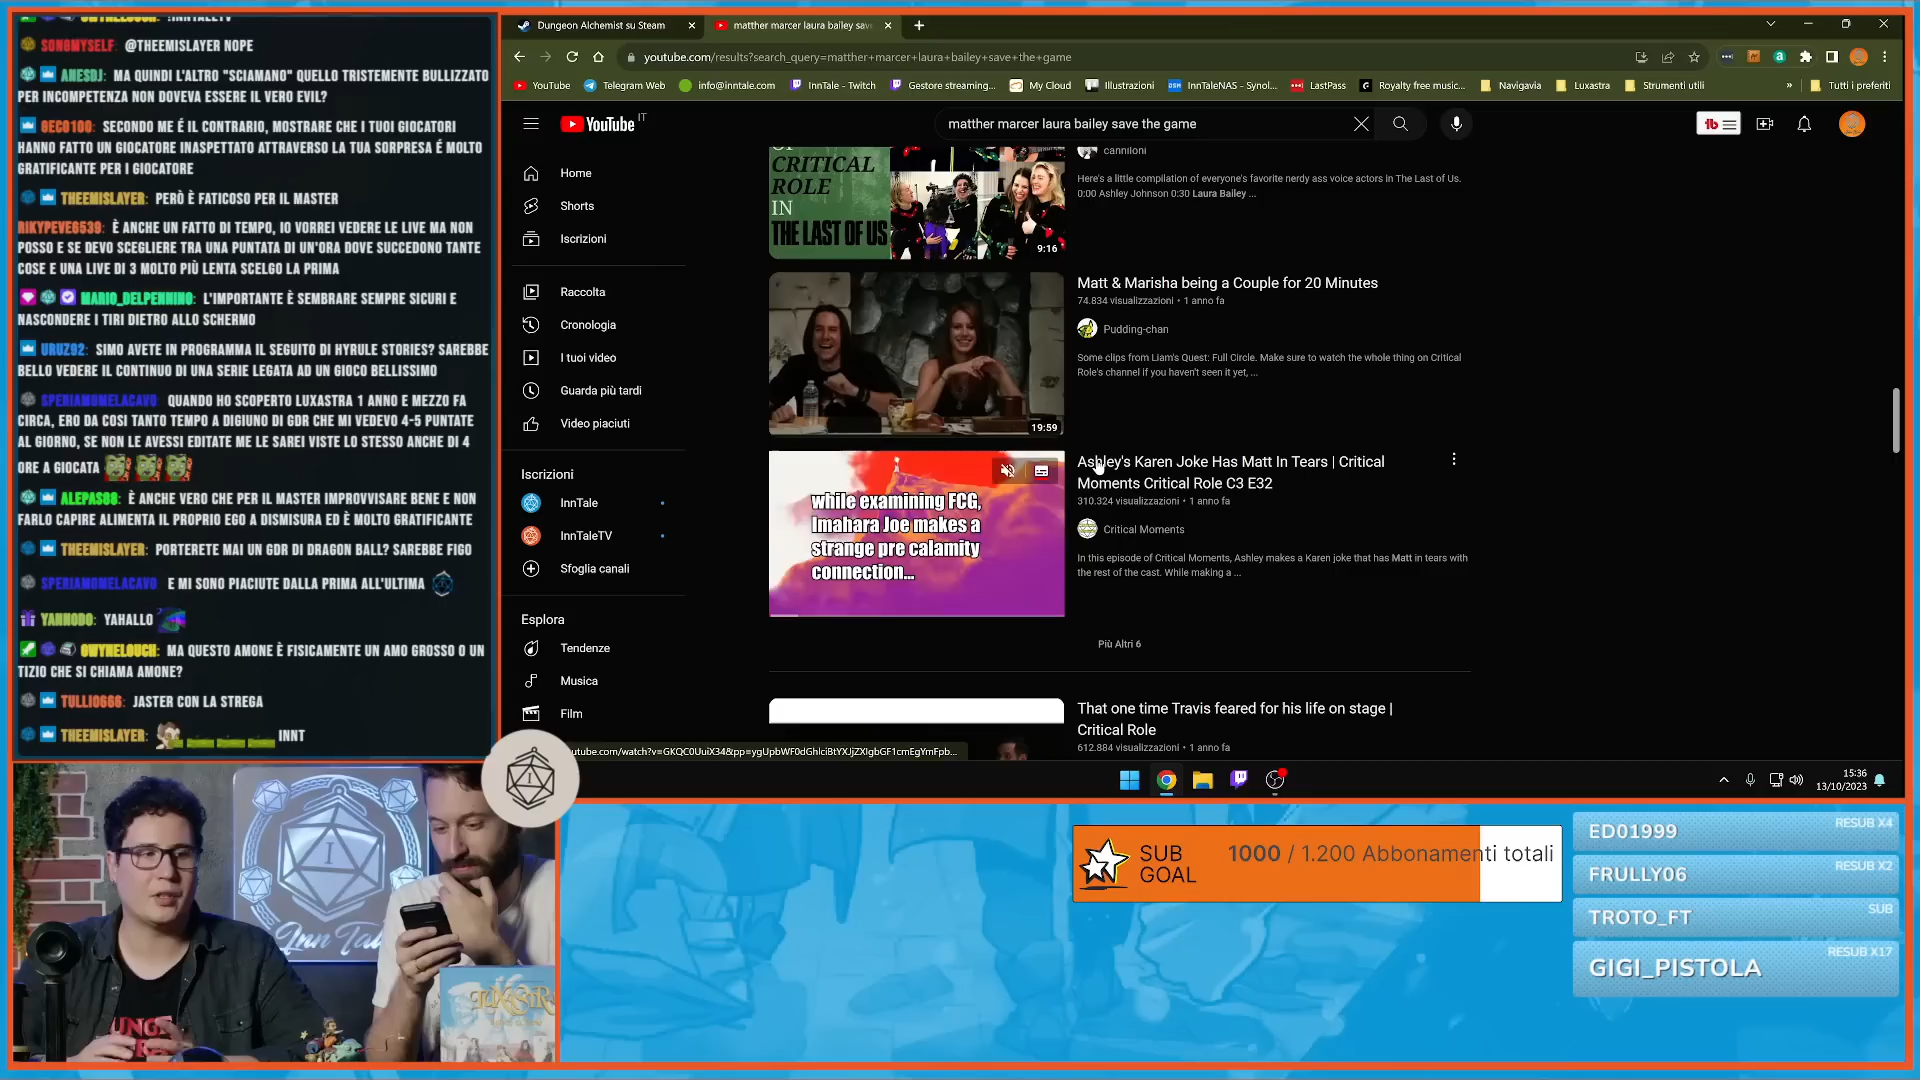 SONOMYSELF: @THEEMISLAYER NOPE
ANESDJ: MA QUINDI L'ALTRO "SCIAMANO" QUELLO TRISTEMENTE BULLIZZATO
PER INCOMPETENZA NON DOVEVA ESSERE IL VERO EVIL?
GECO100: SECONDO ME É IL CONTRARIO, MOSTRARE CHE I TUOI GIOCATORI
HANNO FATTO UN GIOCATORE INASPETTATO ATTRAVERSO LA TUA SORPRESA É MOLTO
GRATIFICANTE PER I GIOCATORE
THEEMISLAYER: PERÒ È FATICOSO PER IL MASTER
RIKYPEVE6539: È ANCHE UN FATTO DI TEMPO, IO VORREI VEDERE LE LIVE MA NON
POSSO E SE DEVO SCEGLIERE TRA UNA PUNTATA DI UN'ORA DOVE SUCCEDONO TANTE
COSE E UNA LIVE DI 3 MOLTO PIÙ LENTA SCELGO LA PRIMA
MARIO_DELPENNINO: L'IMPORTANTE È SEMBRARE SEMPRE SICURI E
NASCONDERE I TIRI DIETRO ALLO SCHERMO
URUZ92: SIMO AVETE IN PROGRAMMA IL SEGUITO DI HYRULE STORIES? SAREBBE
BELLO VEDERE IL CONTINUO DI UNA SERIE LEGATA AD UN GIOCO BELLISSIMO
SPERIAMOMELACAVO: QUANDO HO SCOPERTO LUXASTRA 1 ANNO E MEZZO FA
CIRCA, ERO DA COSI TANTO TEMPO A DIGIUNO DI GDR CHE MI VEDEVO 4-5 PUNTATE
AL GIORNO, SE NON LE AVESSI EDITATE ME LE SAREI VISTE LO STESSO ANCHE DI 4
ORE A GIOCATA
ALEPAS88: È ANCHE VERO CHE PER IL MASTER IMPROVVISARE BENE E NON
FARLO CAPIRE ALIMENTA IL PROPRIO EGO A DISMISURA ED È MOLTO GRATIFICANTE
THEEMISLAYER: PORTERETE MAI UN GDR DI DRAGON BALL? SAREBBE FIGO
SPERIAMOMELACAVO: E MI SONO PIACIUTE DALLA PRIMA ALL'ULTIMA
YANNODO: YAHALLO
OWYNELOUCH: MA QUESTO AMONE È FISICAMENTE UN AMO GROSSO O UN
TIZIO CHE SI CHIAMA AMONE?
TULLIO666: JASTER CON LA STREGA
THEEMISLAYER: INNT
Dungeon Alchemist su Steam
matther marcer laura bailey sav
youtube.com/results?search_query=matther+marcer+laura+bailey+save+the+game
YouTube
Telegram Web
info@inntale.com
InnTale - Twitch
Gestore streaming...
My Cloud
Illustrazioni
InnTaleNAS - Synol...
LastPass
Royalty free music...
Navigavia
Luxastra
Strumenti utili
»
Tutti i preferiti
YouTube IT
matther marcer laura bailey save the game
Home
Shorts
Iscrizioni
Raccolta
Cronologia
I tuoi video
Guarda più tardi
Video piaciuti
Iscrizioni
InnTale
InnTaleTV
Sfoglia canali
Esplora
Tendenze
Musica
Film
CRITICAL
ROLE
IN
THE LAST OF US
9:16
canniloni
Here's a little compilation of everyone's favorite nerdy ass voice actors in The Last of Us.
0:00 Ashley Johnson 0:30 Laura Bailey ...
19:59
Matt & Marisha being a Couple for 20 Minutes
74.834 visualizzazioni • 1 anno fa
Pudding-chan
Some clips from Liam's Quest: Full Circle. Make sure to watch the whole thing on Critical
Role's channel if you haven't seen it yet, ...
while examining FCG,
Imahara Joe makes a
strange pre calamity
connection...
Ashley's Karen Joke Has Matt In Tears | Critical
Moments Critical Role C3 E32
310.324 visualizzazioni • 1 anno fa
Critical Moments
In this episode of Critical Moments, Ashley makes a Karen joke that has Matt in tears with
the rest of the cast. While making a ...
Più Altri 6
That one time Travis feared for his life on stage |
Critical Role
612.884 visualizzazioni • 1 anno fa
15:36
13/10/2023
Inn Tale
SUB
GOAL
1000 / 1.200 Abbonamenti totali
ED01999 RESUB X4
FRULLY06 RESUB X2
TROTO_FT SUB
GIGI_PISTOLA RESUB X17